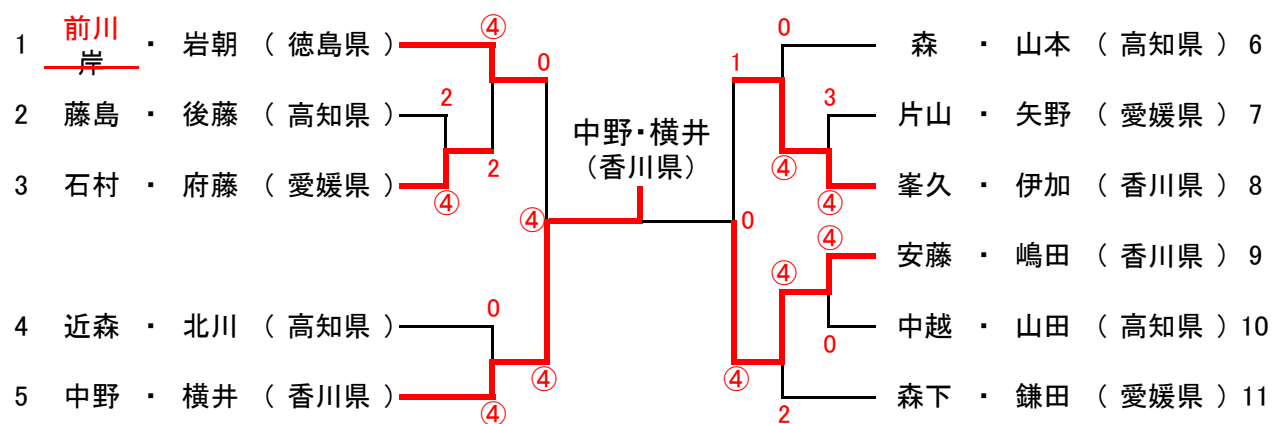 ④
0
0
1 前川 ・ 岩朝 ( 徳島県 )
岸
1
森 ・ 山本 ( 高知県 ) 6
2
3
2 藤島 ・ 後藤 ( 高知県 )
中野・横井
片山 ・ 矢野 ( 愛媛県 ) 7
(香川県)
2
④
3 石村 ・ 府藤 ( 愛媛県 )
④
峯久 ・ 伊加 ( 香川県 ) 8
④
④
0
④
安藤 ・ 嶋田 ( 香川県 ) 9
④
0
4 近森 ・ 北川 ( 高知県 )
中越 ・ 山田 ( 高知県 ) 10
0
④
④
5 中野 ・ 横井 ( 香川県 )
④
2
森下 ・ 鎌田 ( 愛媛県 ) 11